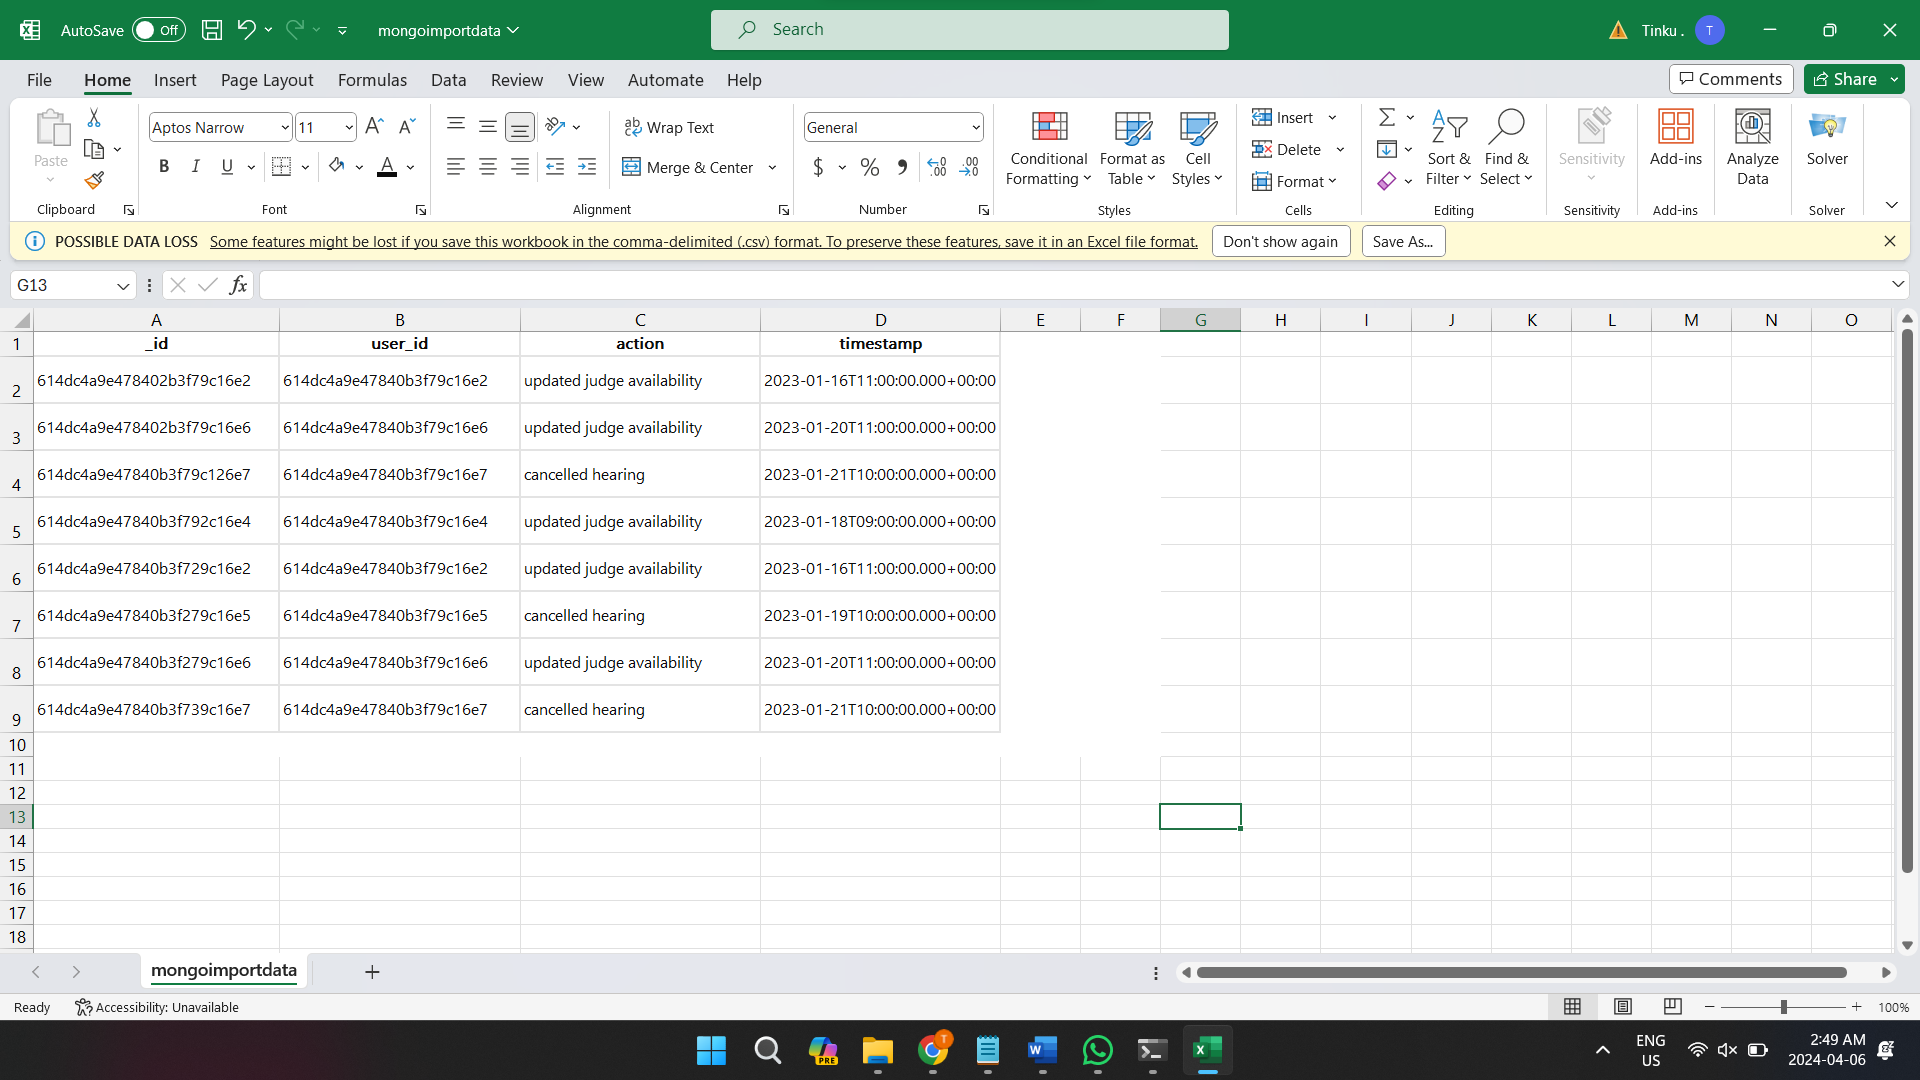 AutoSave Off mongoimportdata Search Tinku . T
File Home Insert Page Layout Formulas Data Review View Automate Help Comments Share
Paste Aptos Narrow 11 Wrap Text General Conditional Formatting Format as Table Cell Styles Insert Sort & Filter Find & Select Sensitivity Add-ins Analyze Data Solver
B I U A Merge & Center $ % Delete
Format
Clipboard Font Alignment Number Styles Cells Editing Sensitivity Add-ins Solver
POSSIBLE DATA LOSS Some features might be lost if you save this workbook in the comma-delimited (.csv) format. To preserve these features, save it in an Excel file format. Don't show again Save As...
G13 fx
A B C D E F G H I J K L M N O
1 _id user_id action timestamp
2 614dc4a9e478402b3f79c16e2 614dc4a9e47840b3f79c16e2 updated judge availability 2023-01-16T11:00:00.000+00:00
3 614dc4a9e478402b3f79c16e6 614dc4a9e47840b3f79c16e6 updated judge availability 2023-01-20T11:00:00.000+00:00
4 614dc4a9e47840b3f79c126e7 614dc4a9e47840b3f79c16e7 cancelled hearing 2023-01-21T10:00:00.000+00:00
5 614dc4a9e47840b3f792c16e4 614dc4a9e47840b3f79c16e4 updated judge availability 2023-01-18T09:00:00.000+00:00
6 614dc4a9e47840b3f729c16e2 614dc4a9e47840b3f79c16e2 updated judge availability 2023-01-16T11:00:00.000+00:00
7 614dc4a9e47840b3f279c16e5 614dc4a9e47840b3f79c16e5 cancelled hearing 2023-01-19T10:00:00.000+00:00
8 614dc4a9e47840b3f279c16e6 614dc4a9e47840b3f79c16e6 updated judge availability 2023-01-20T11:00:00.000+00:00
9 614dc4a9e47840b3f739c16e7 614dc4a9e47840b3f79c16e7 cancelled hearing 2023-01-21T10:00:00.000+00:00
10
11
12
13
14
15
16
17
18
mongoimportdata
Ready Accessibility: Unavailable 100%
PRE T ENG 2:49 AM
US 2024-04-06